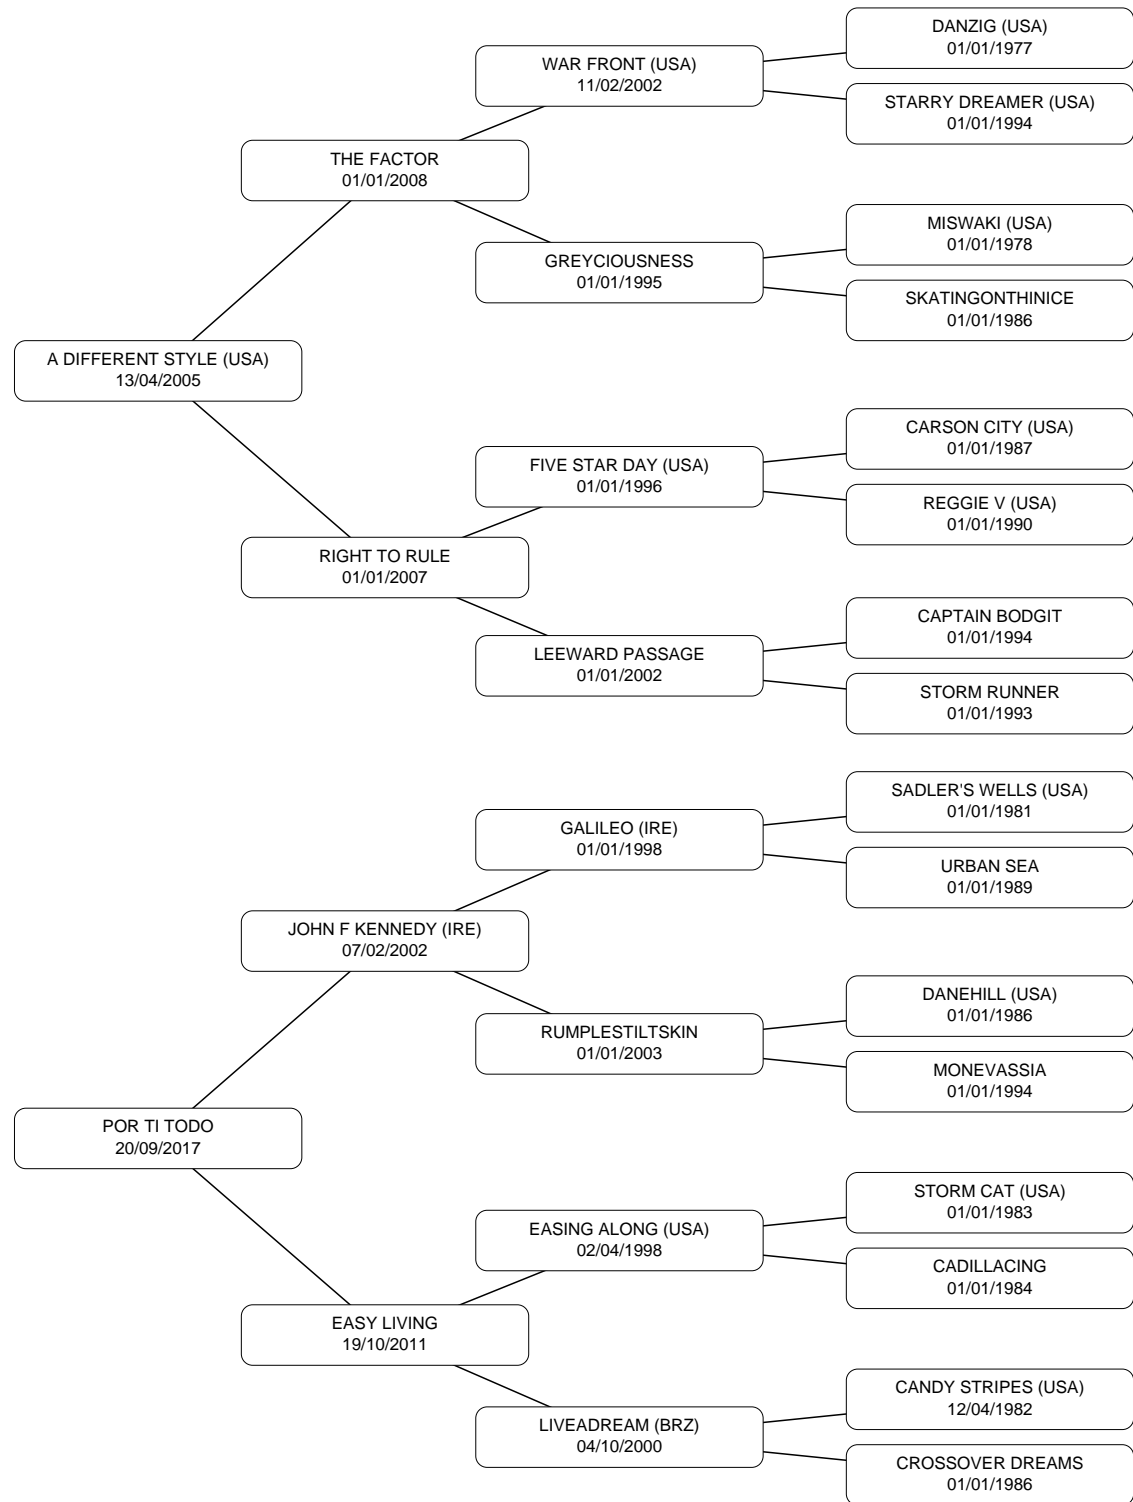 DANZIG (USA)
01/01/1977
WAR FRONT (USA)
11/02/2002
STARRY DREAMER (USA)
01/01/1994
THE FACTOR
01/01/2008
MISWAKI (USA)
01/01/1978
GREYCIOUSNESS
01/01/1995
SKATINGONTHINICE
01/01/1986
A DIFFERENT STYLE (USA)
13/04/2005
CARSON CITY (USA)
01/01/1987
FIVE STAR DAY (USA)
01/01/1996
REGGIE V (USA)
01/01/1990
RIGHT TO RULE
01/01/2007
CAPTAIN BODGIT
01/01/1994
LEEWARD PASSAGE
01/01/2002
STORM RUNNER
01/01/1993
SADLER'S WELLS (USA)
01/01/1981
GALILEO (IRE)
01/01/1998
URBAN SEA
01/01/1989
JOHN F KENNEDY (IRE)
07/02/2002
DANEHILL (USA)
01/01/1986
RUMPLESTILTSKIN
01/01/2003
MONEVASSIA
01/01/1994
POR TI TODO
20/09/2017
STORM CAT (USA)
01/01/1983
EASING ALONG (USA)
02/04/1998
CADILLACING
01/01/1984
EASY LIVING
19/10/2011
CANDY STRIPES (USA)
12/04/1982
LIVEADREAM (BRZ)
04/10/2000
CROSSOVER DREAMS
01/01/1986